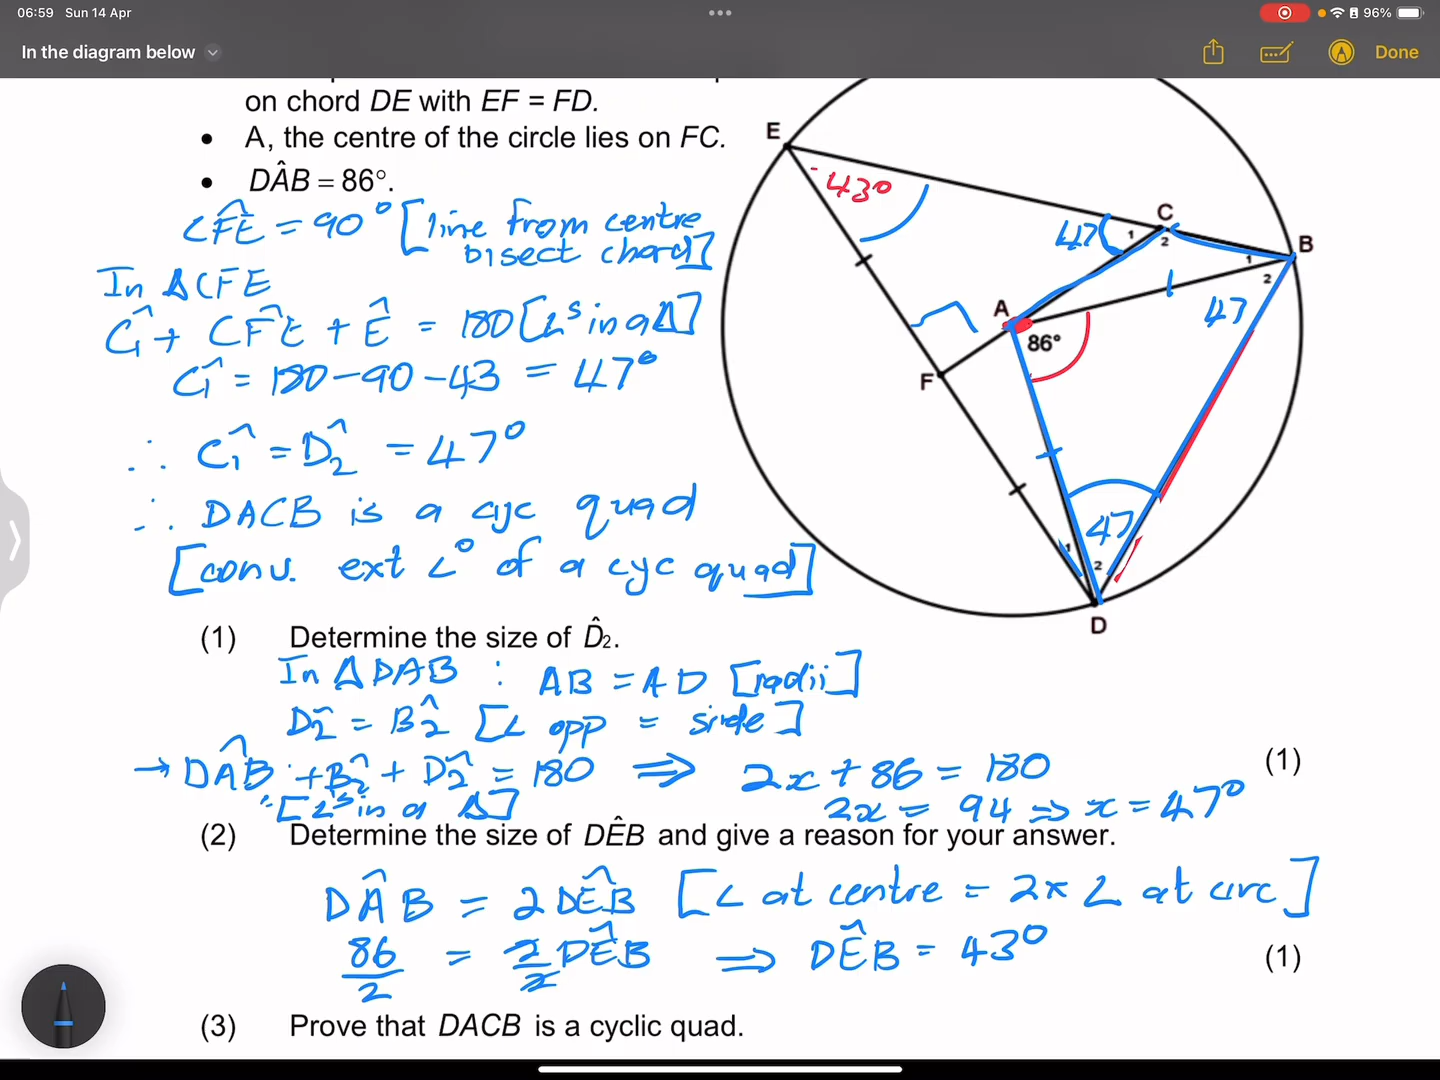 06:59 Sun 14 Apr
96%
In the diagram below
Done
on chord DE with EF = FD.
• A, the centre of the circle lies on FC.
• DÂB = 86°.
CF̂E = 90° [line from centre
bisect chord]
In ΔCFE
Ĉ1 + CF̂E + Ê = 180 [∠s in a Δ]
Ĉ1 = 180-90-43 = 47°
∴ Ĉ1 = D̂2 = 47°
∴ DACB is a cyc quad
[conv. ext ∠° of a cyc quad]
E
43°
C
47
1
2
B
1
2
47
A
86°
F
47
1
2
D
(1) Determine the size of D̂2.
In ΔDAB : AB = AD [radii]
D̂2 = B̂2 [∠ opp = side]
→ DÂB + B̂2 + D̂2 = 180 ⇒ 2x + 86 = 180
(1)
[∠s in a Δ] 2x = 94 ⇒ x = 47°
(2) Determine the size of DÊB and give a reason for your answer.
DÂB = 2DÊB [∠ at centre = 2x ∠ at circ]
86/2 = 2/2 DÊB ⇒ DÊB = 43°
(1)
(3) Prove that DACB is a cyclic quad.